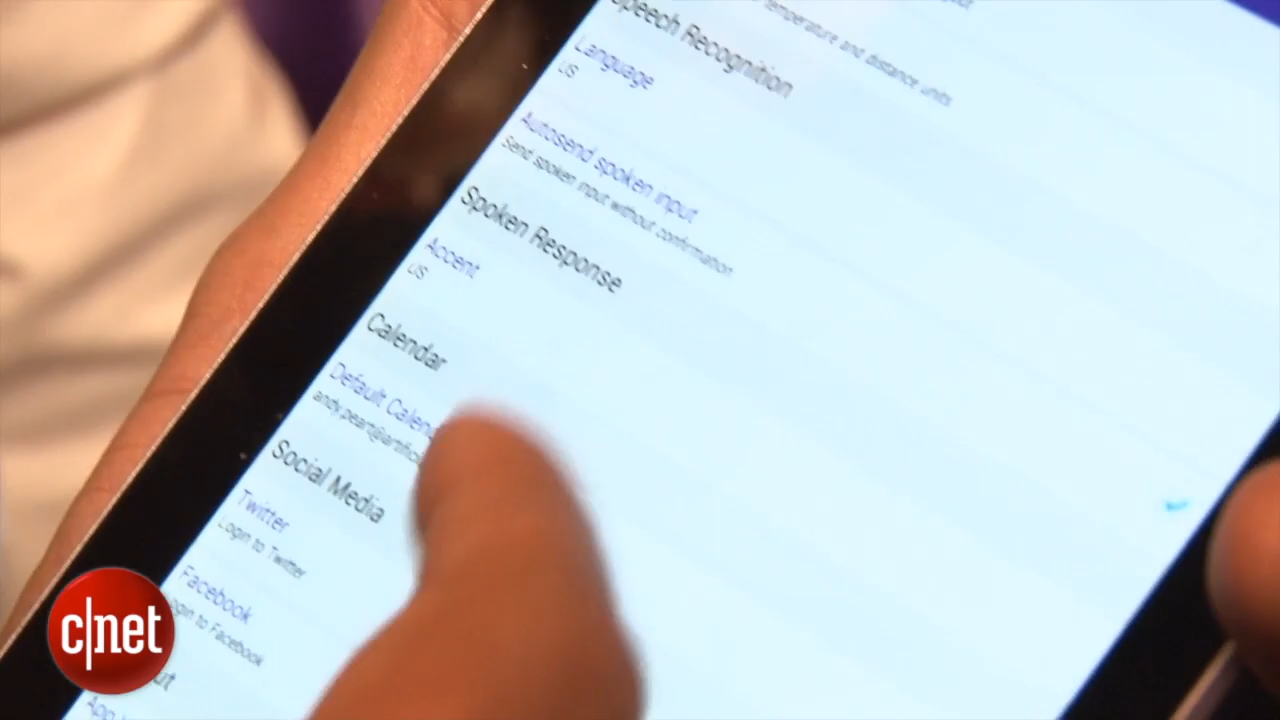 temperature and distance units
Speech Recognition
Language
US
Autosend spoken input
Send spoken input without confirmation
Spoken Response
Accent
US
Calendar
Default
Social Media
Twitter
Login to Twitter
Facebook
Login to Facebook
c|net